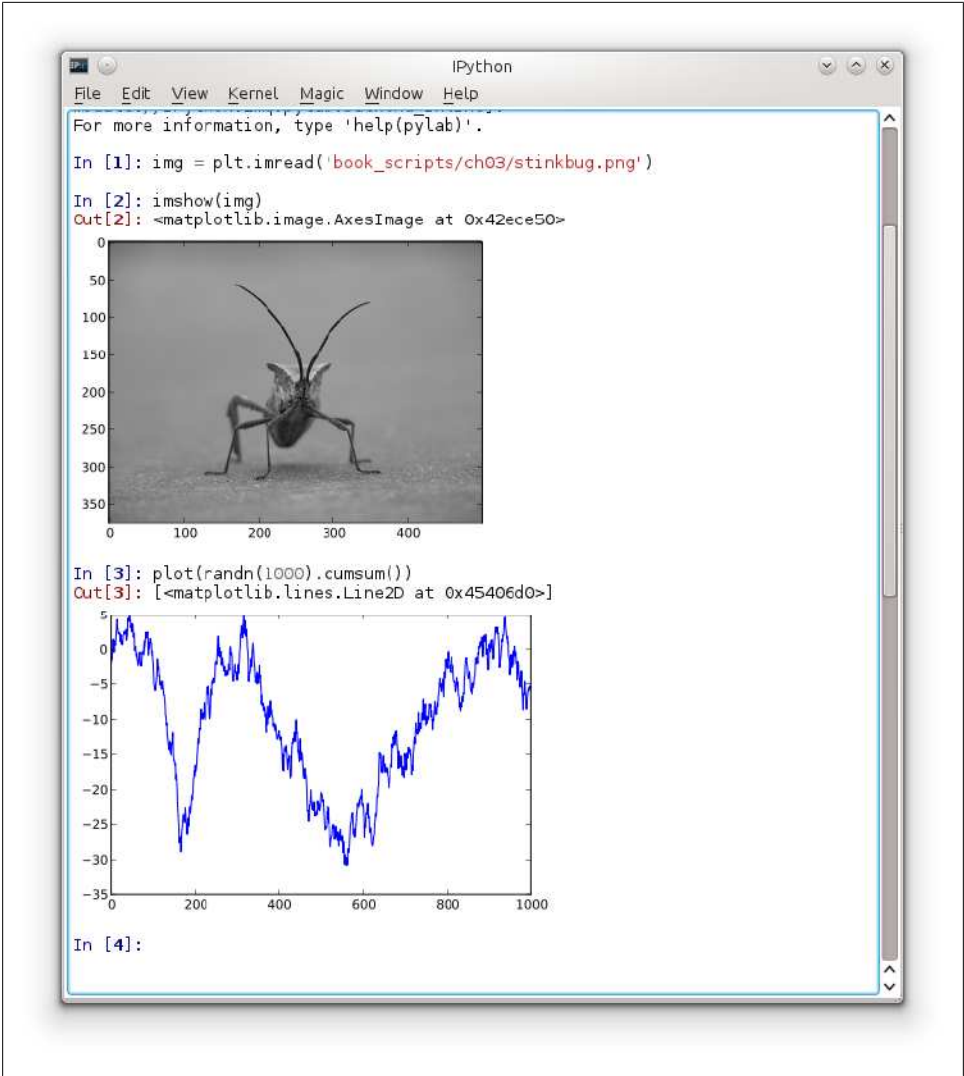 IPython
File Edit View Kernel Magic Window Help
For more information, type 'help(pylab)'.
In [1]: img = plt.imread('book_scripts/ch03/stinkbug.png')
In [2]: imshow(img)
Out[2]: <matplotlib.image.AxesImage at 0x42ece50>
0
50
100
150
200
250
300
350
0 100 200 300 400
In [3]: plot(randn(1000).cumsum())
Out[3]: [<matplotlib.lines.Line2D at 0x45406d0>]
5
0
−5
−10
−15
−20
−25
−30
−35
0 200 400 600 800 1000
In [4]: